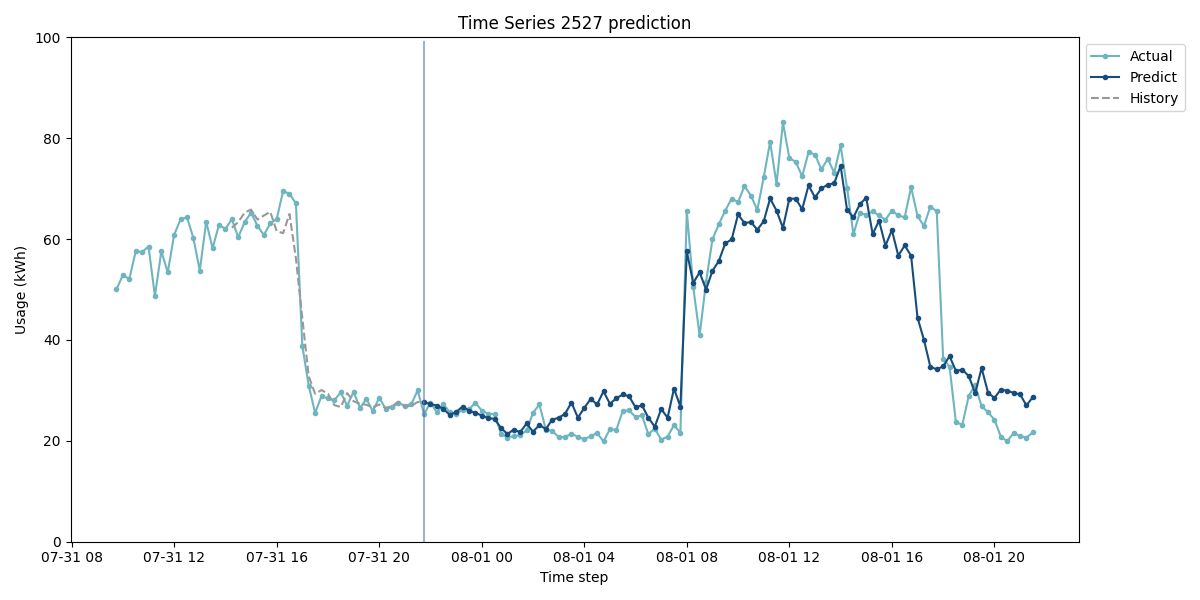 Time Series 2527 prediction
Actual
Predict
History
Usage (kWh)
100
80
60
40
20
0
07-31 08
07-31 12
07-31 16
07-31 20
08-01 00
08-01 04
08-01 08
08-01 12
08-01 16
08-01 20
Time step